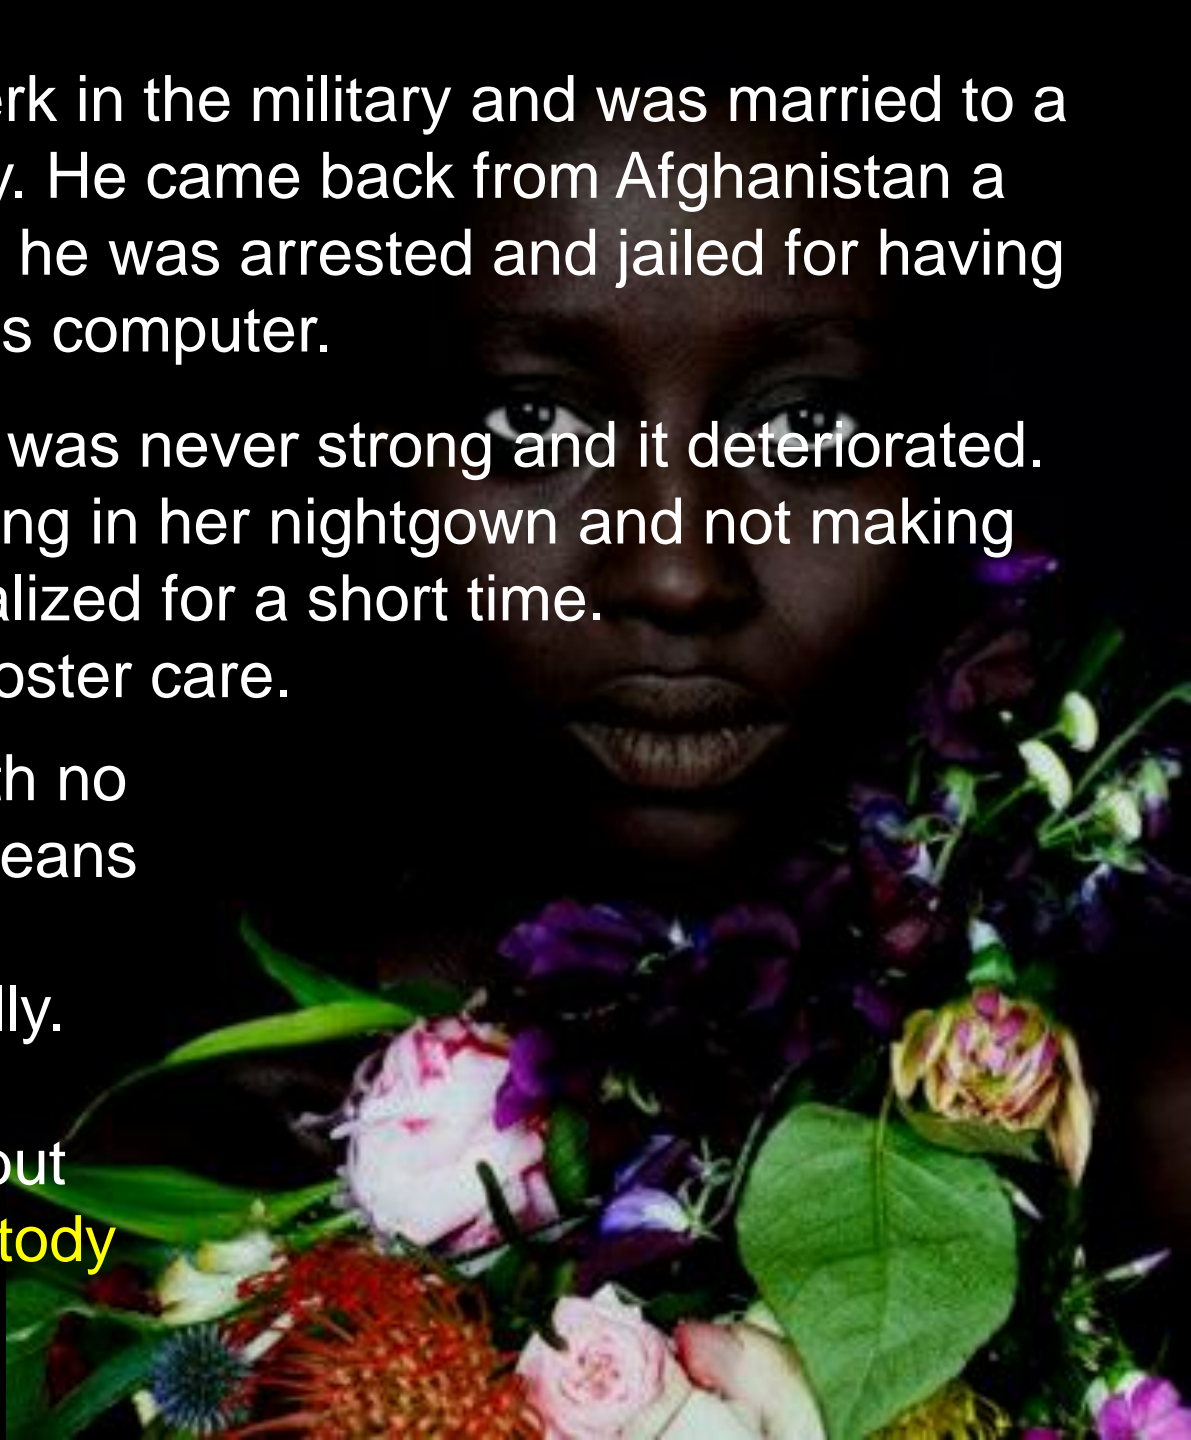 erk in the military and was married to a
y. He came back from Afghanistan a
he was arrested and jailed for having
s computer.
was never strong and it deteriorated.
ng in her nightgown and not making
alized for a short time.
oster care.
th no
eans
lly.
out
tody